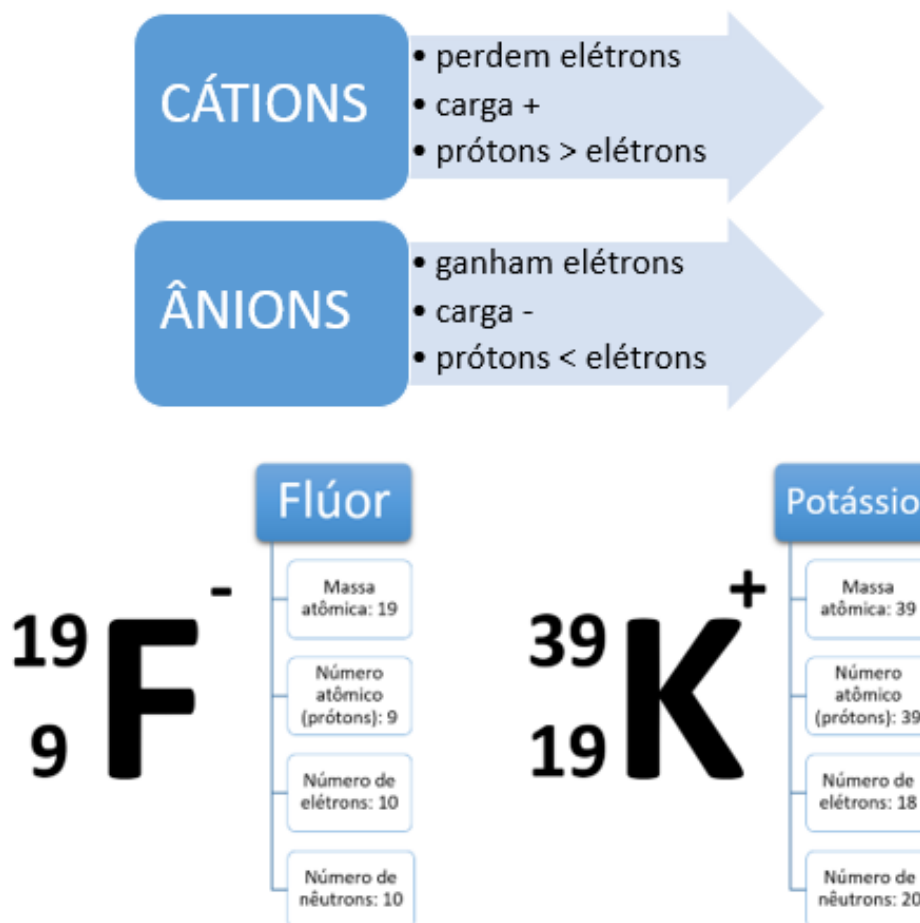 CÁTIONS
• perdem elétrons
• carga +
• prótons > elétrons
ÂNIONS
• ganham elétrons
• carga -
• prótons < elétrons
19
9
F
-
Flúor
Massa
atômica: 19
Número
atômico
(prótons): 9
Número de
elétrons: 10
Número de
nêutrons: 10
39
19
K
+
Potássio
Massa
atômica: 39
Número
atômico
(prótons): 39
Número de
elétrons: 18
Número de
nêutrons: 20